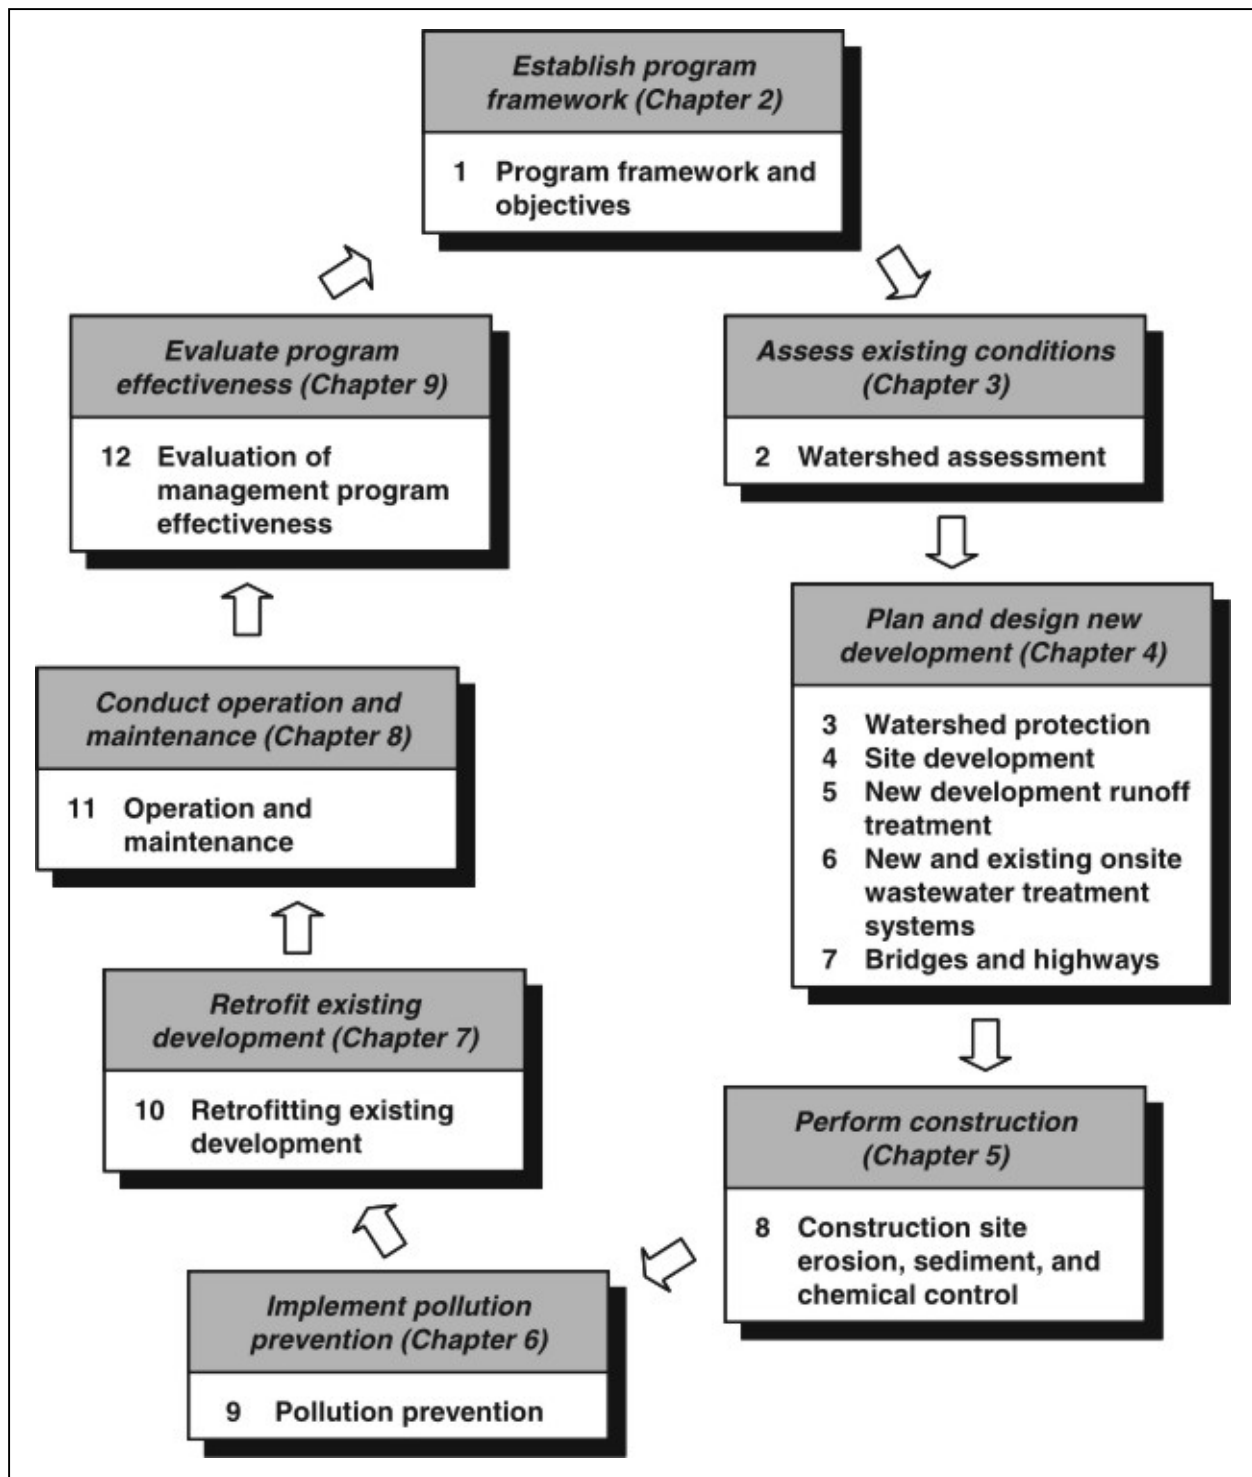 Establish program
framework (Chapter 2)
1 Program framework and
objectives
Assess existing conditions
(Chapter 3)
2 Watershed assessment
Plan and design new
development (Chapter 4)
3 Watershed protection
4 Site development
5 New development runoff
treatment
6 New and existing onsite
wastewater treatment
systems
7 Bridges and highways
Perform construction
(Chapter 5)
8 Construction site
erosion, sediment, and
chemical control
Implement pollution
prevention (Chapter 6)
9 Pollution prevention
Retrofit existing
development (Chapter 7)
10 Retrofitting existing
development
Conduct operation and
maintenance (Chapter 8)
11 Operation and
maintenance
Evaluate program
effectiveness (Chapter 9)
12 Evaluation of
management program
effectiveness